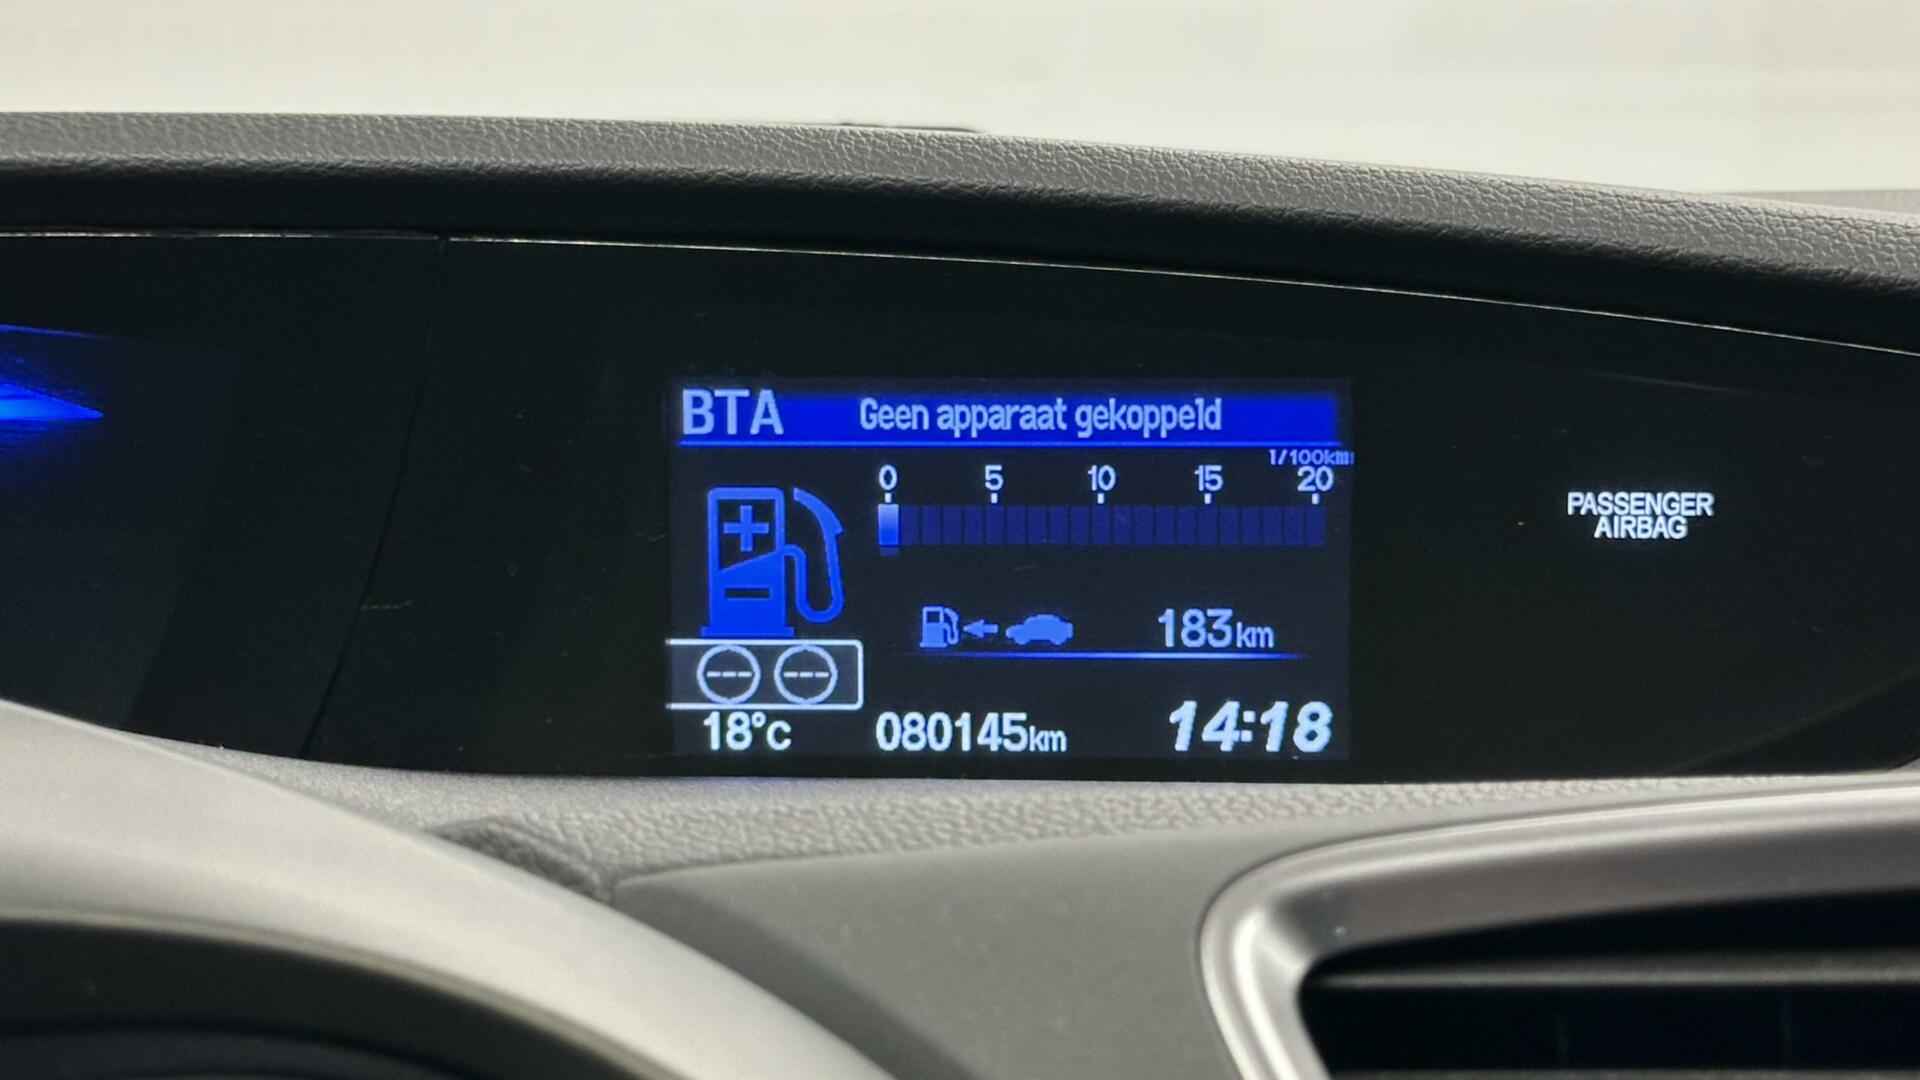 BTA Geen apparaat gekoppeld
l/100km
0 5 10 15 20
183km
--- ---
18°c 080145km 14:18
PASSENGER
AIRBAG